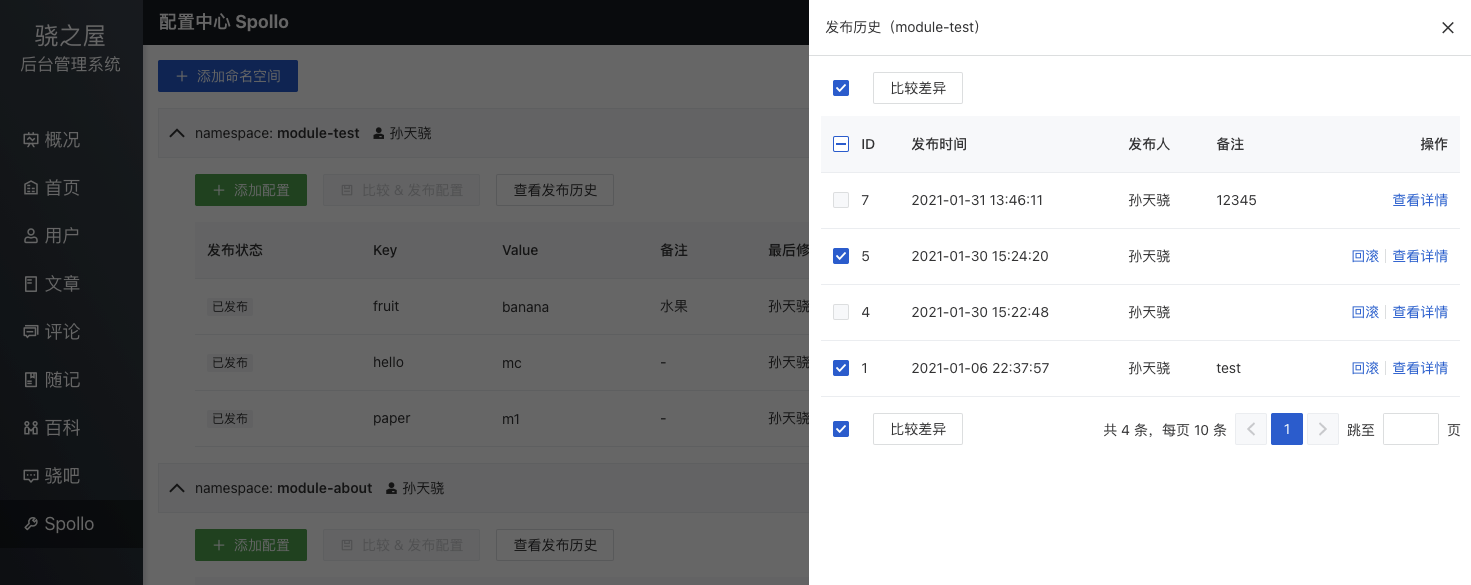 骁之屋
后台管理系统
概况
首页
用户
文章
评论
随记
百科
骁吧
Spollo
配置中心 Spollo
添加命名空间
namespace: module-test 孙天骁
添加配置 比较 & 发布配置 查看发布历史
发布状态 Key Value 备注 最后修
已发布 fruit banana 水果 孙天骁
已发布 hello mc - 孙天骁
已发布 paper m1 - 孙天骁
namespace: module-about 孙天骁
添加配置 比较 & 发布配置 查看发布历史
发布历史（module-test）
比较差异
ID 发布时间 发布人 备注 操作
7 2021-01-31 13:46:11 孙天骁 12345 查看详情
5 2021-01-30 15:24:20 孙天骁 回滚 查看详情
4 2021-01-30 15:22:48 孙天骁 回滚 查看详情
1 2021-01-06 22:37:57 孙天骁 test 回滚 查看详情
比较差异 共 4 条，每页 10 条 1 跳至 页